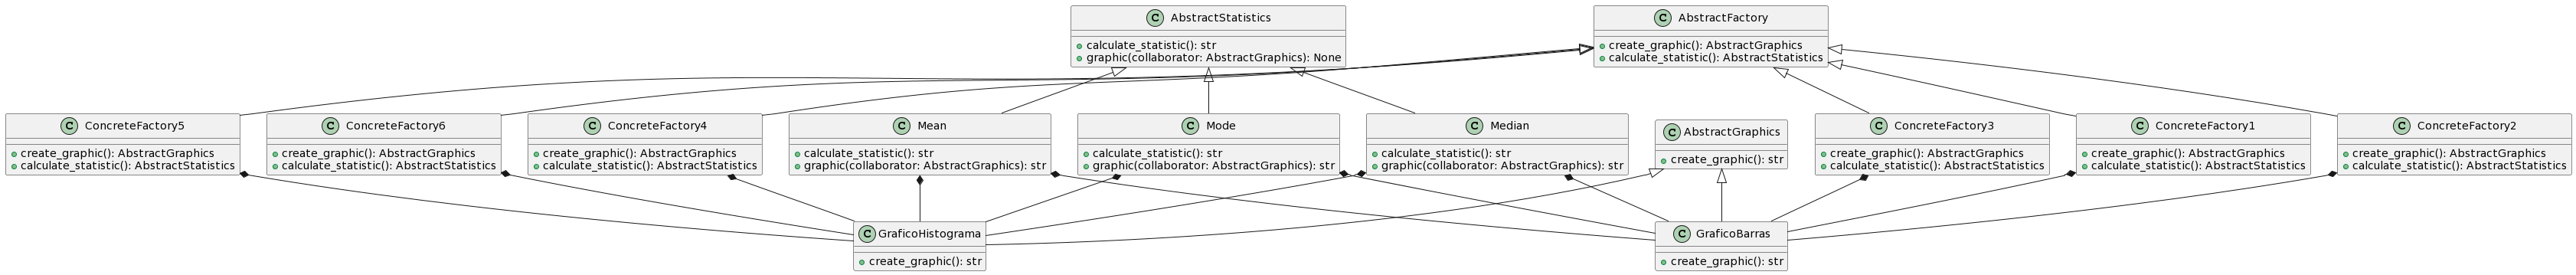 C AbstractStatistics
calculate_statistic(): str
graphic(collaborator: AbstractGraphics): None
C AbstractFactory
create_graphic(): AbstractGraphics
calculate_statistic(): AbstractStatistics
C ConcreteFactory5
create_graphic(): AbstractGraphics
calculate_statistic(): AbstractStatistics
C ConcreteFactory6
create_graphic(): AbstractGraphics
calculate_statistic(): AbstractStatistics
C ConcreteFactory4
create_graphic(): AbstractGraphics
calculate_statistic(): AbstractStatistics
C Mean
calculate_statistic(): str
graphic(collaborator: AbstractGraphics): str
C Mode
calculate_statistic(): str
graphic(collaborator: AbstractGraphics): str
C Median
calculate_statistic(): str
graphic(collaborator: AbstractGraphics): str
C AbstractGraphics
create_graphic(): str
C ConcreteFactory3
create_graphic(): AbstractGraphics
calculate_statistic(): AbstractStatistics
C ConcreteFactory1
create_graphic(): AbstractGraphics
calculate_statistic(): AbstractStatistics
C ConcreteFactory2
create_graphic(): AbstractGraphics
calculate_statistic(): AbstractStatistics
C GraficoHistograma
create_graphic(): str
C GraficoBarras
create_graphic(): str